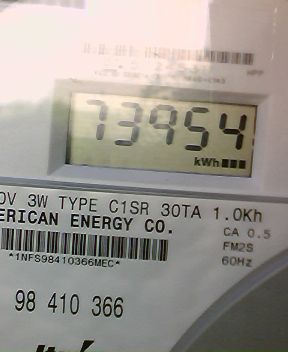 73954
kWh
0V 3W TYPE C1SR 30TA 1.0Kh
ERICAN ENERGY CO.
CA 0.5
FM2S
60Hz
*1NFS98410366MEC*
98 410 366